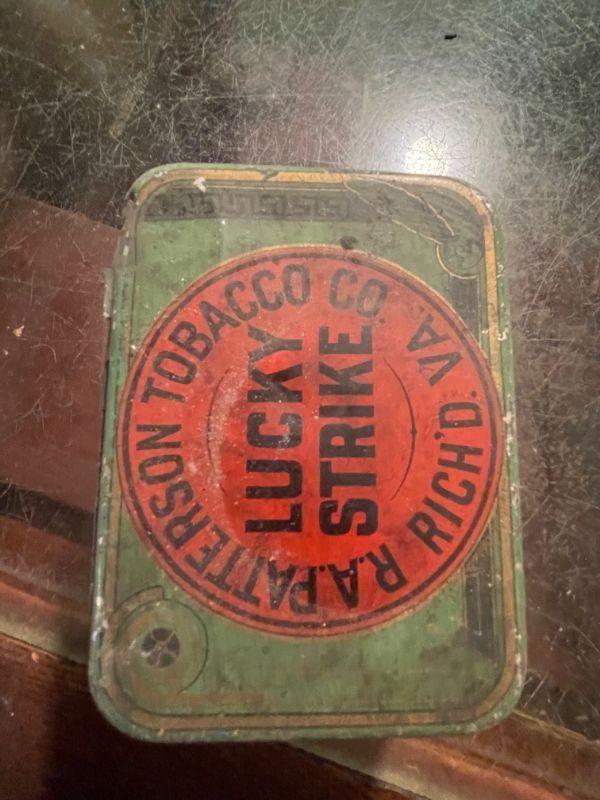 R.A. PATTERSON TOBACCO CO.
LUCKY
STRIKE
RICH'D. VA.